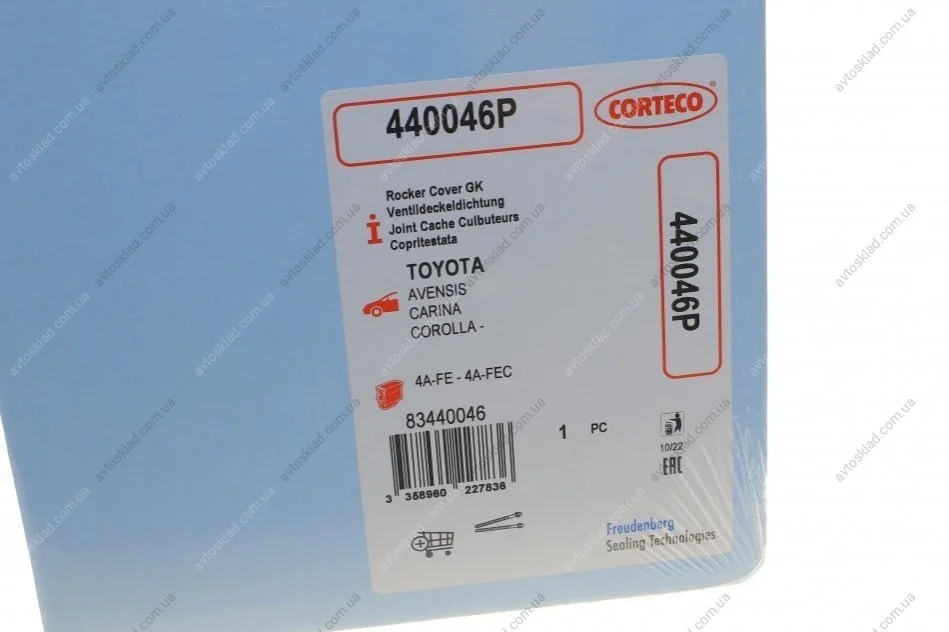 440046P
CORTECO
Rocker Cover GK
Ventildeckeldichtung
Joint Cache Culbuteurs
Copritestata
TOYOTA
AVENSIS
CARINA
COROLLA -
4A-FE - 4A-FEC
83440046
3 358960 227836
1 PC
440046P
10/22
EAC
Freudenberg
Sealing Technologies
avtosklad.com.ua